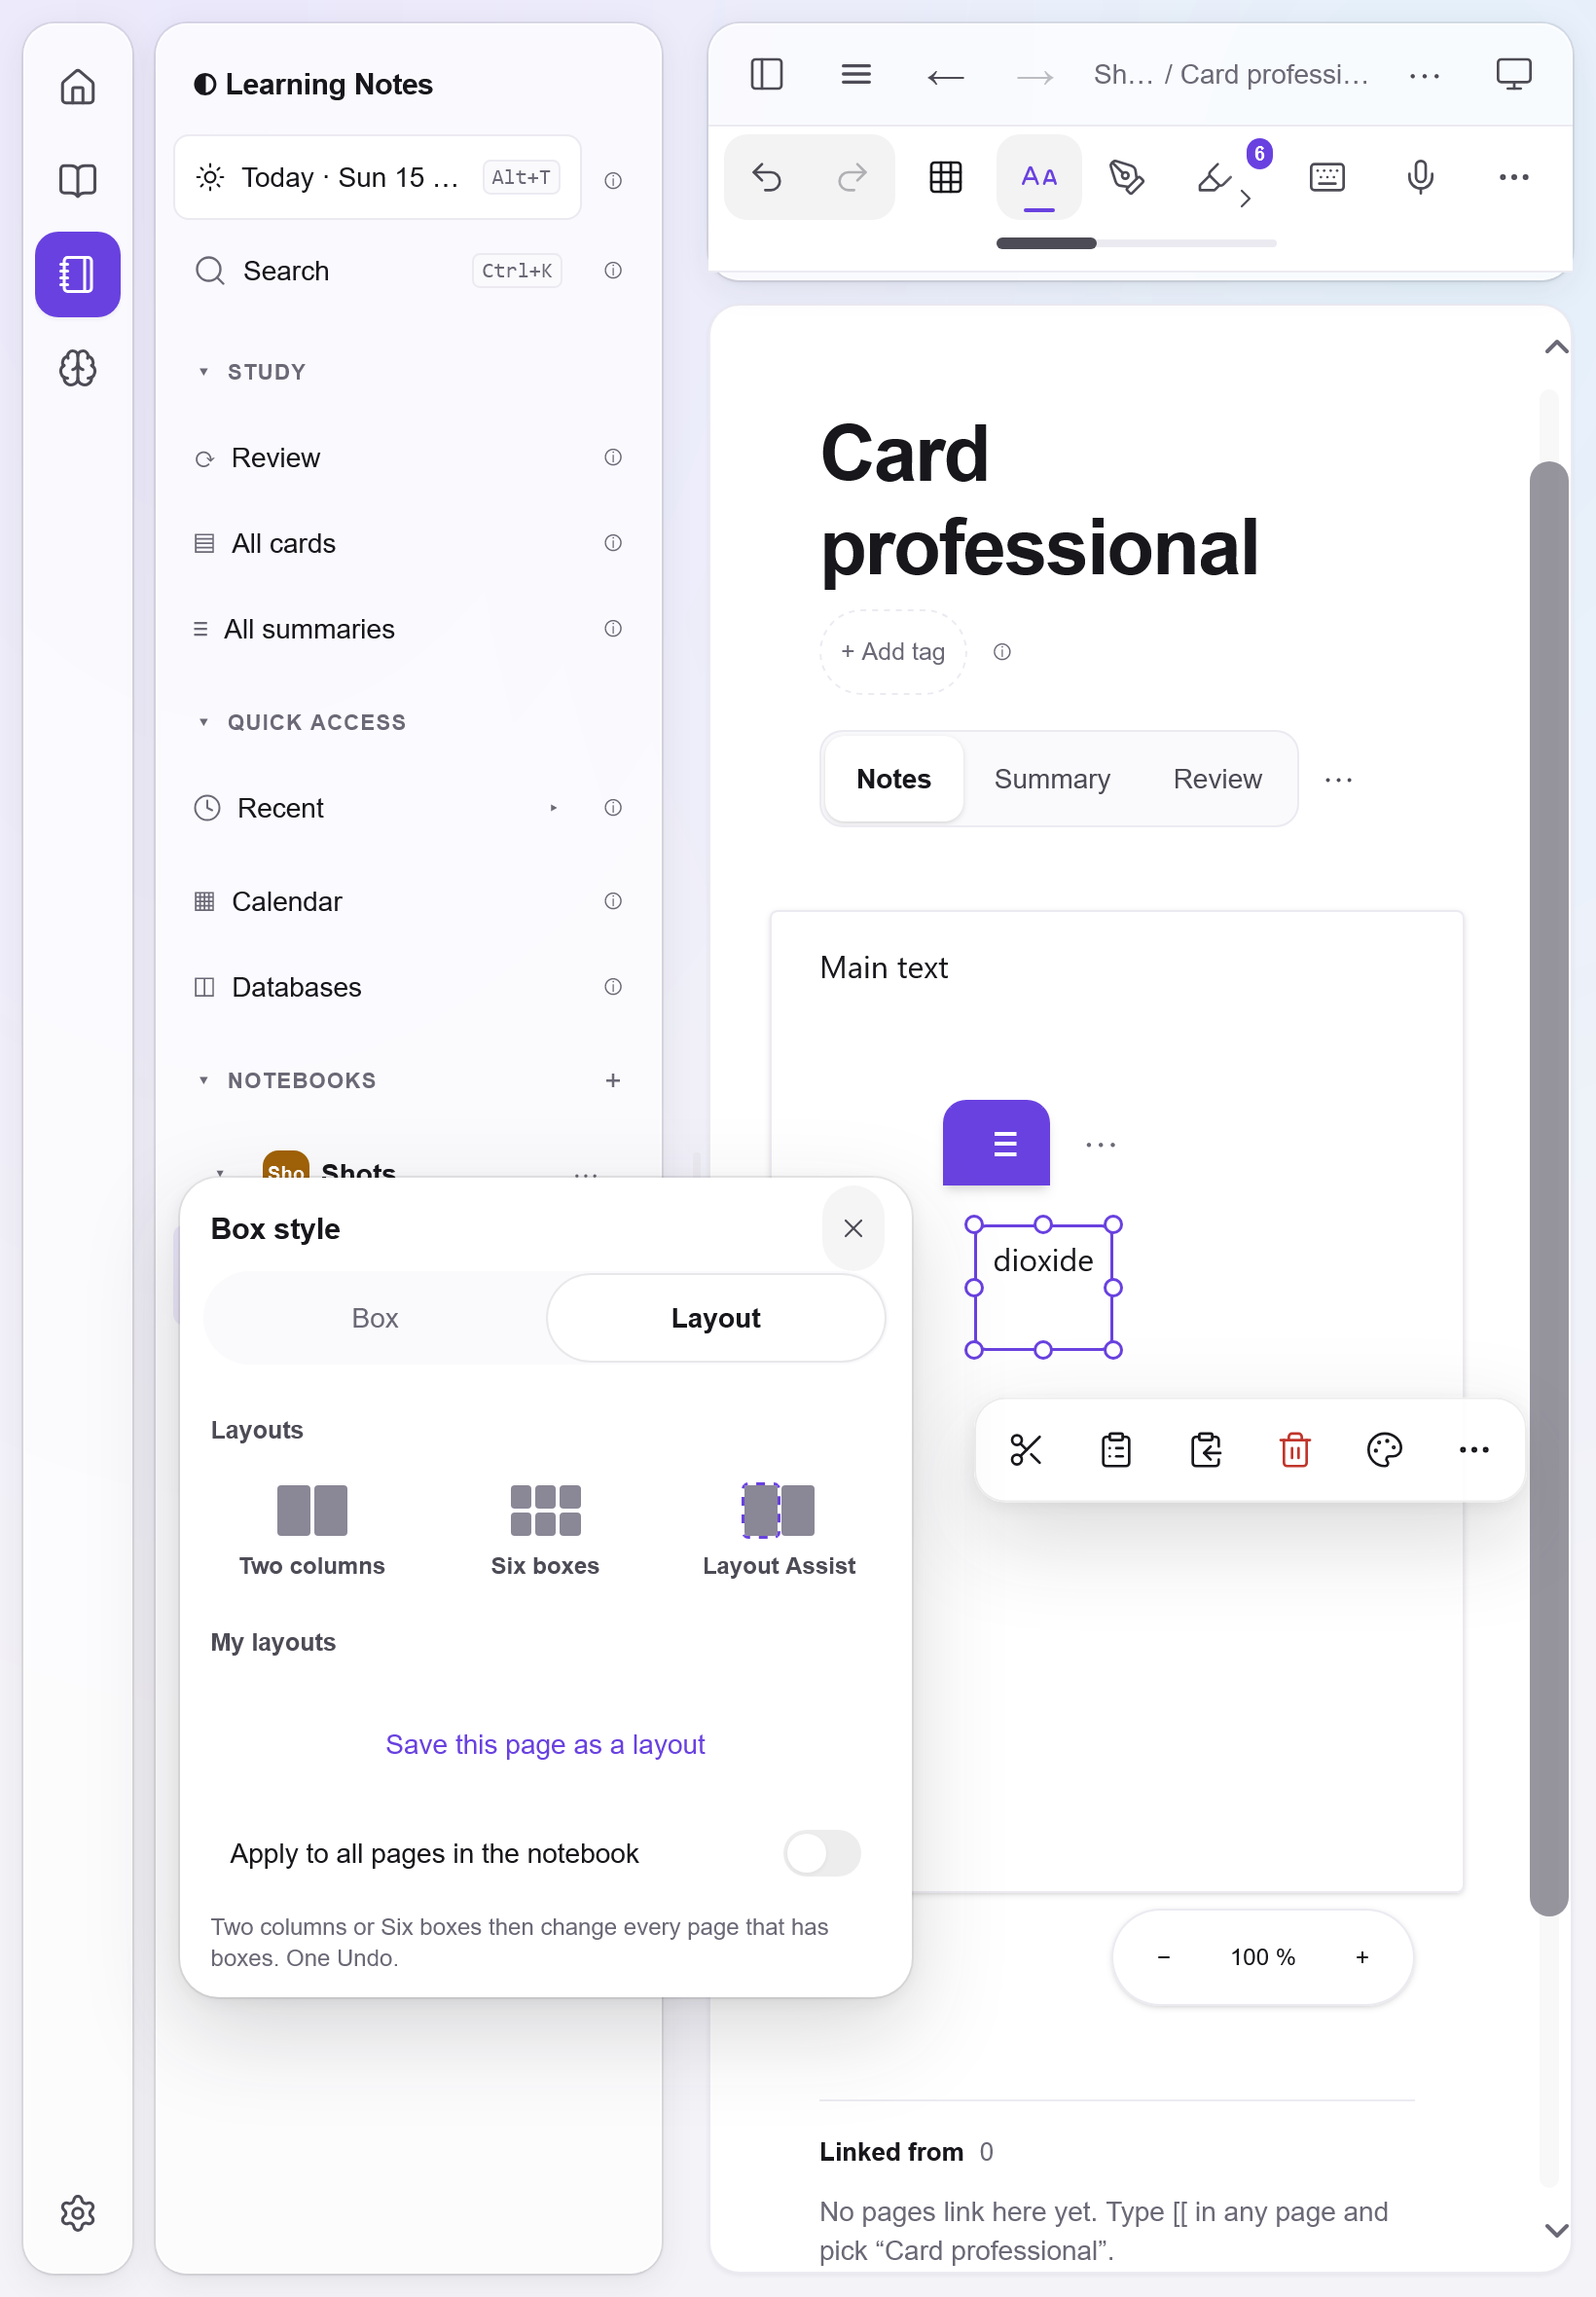 Learning Notes
Today · Sun 15 … Alt+T
Search Ctrl+K
STUDY
Review
All cards
All summaries
QUICK ACCESS
Recent
Calendar
Databases
NOTEBOOKS +
Sho Shots ...
Sh… / Card professi… ...
6
Card
professional
+ Add tag
Notes Summary Review ...
Main text
dioxide
Box style
Box Layout
Layouts
Two columns Six boxes Layout Assist
My layouts
Save this page as a layout
Apply to all pages in the notebook
Two columns or Six boxes then change every page that has
boxes. One Undo.
− 100 % +
Linked from 0
No pages link here yet. Type [[ in any page and
pick “Card professional”.